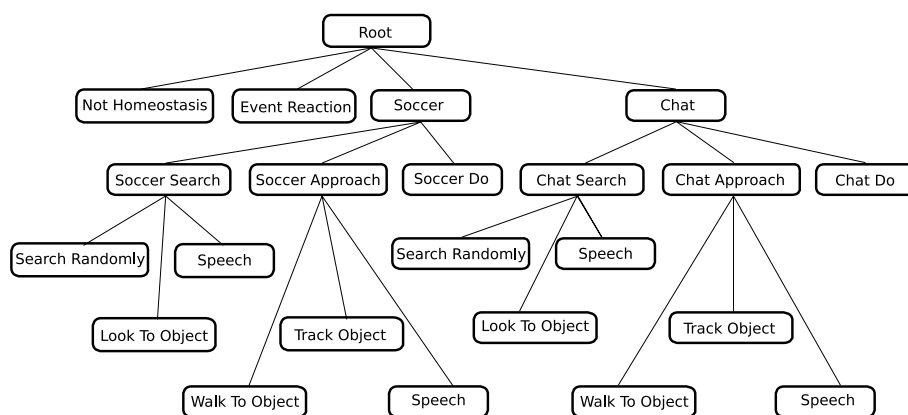 Root
Not Homeostasis
Event Reaction
Soccer
Chat
Soccer Search
Soccer Approach
Soccer Do
Chat Search
Chat Approach
Chat Do
Search Randomly
Speech
Search Randomly
Speech
Look To Object
Track Object
Look To Object
Track Object
Walk To Object
Speech
Walk To Object
Speech